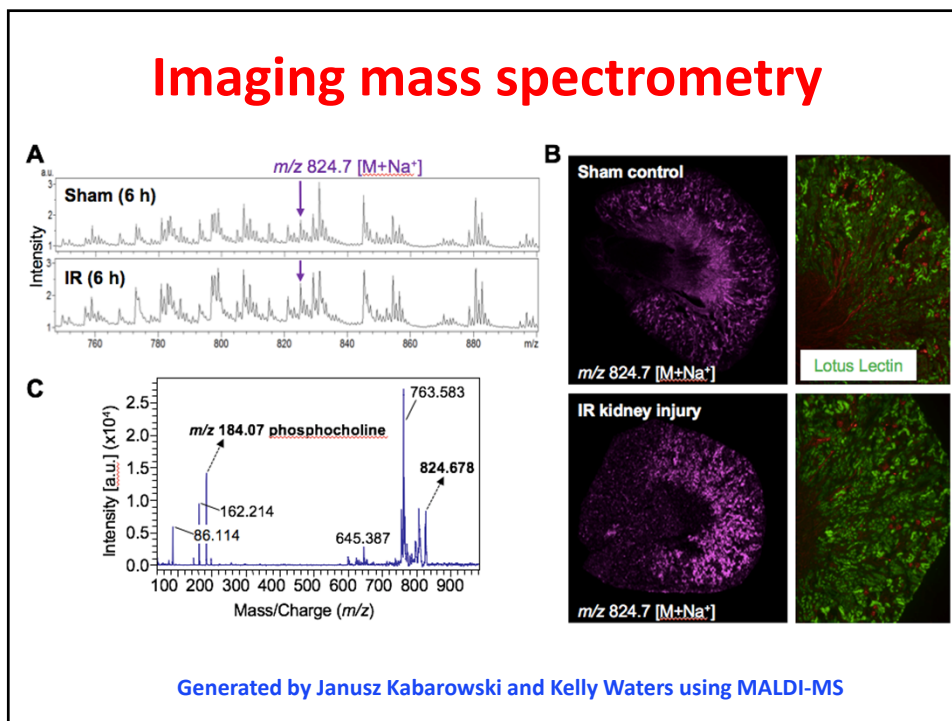 Imaging mass spectrometry
A
m/z 824.7 [M+Na⁺]
a.u.
Sham (6 h)
3
2
1
Intensity
IR (6 h)
3
2
1
760 780 800 820 840 860 880 m/z
B
Sham control
m/z 824.7 [M+Na⁺]
Lotus Lectin
IR kidney injury
m/z 824.7 [M+Na⁺]
C
Intensity [a.u.] (x10⁴)
2.5
2.0
1.5
1.0
0.5
0.0
763.583
m/z 184.07 phosphocholine
824.678
162.214
86.114
645.387
100 200 300 400 500 600 700 800 900
Mass/Charge (m/z)
Generated by Janusz Kabarowski and Kelly Waters using MALDI-MS